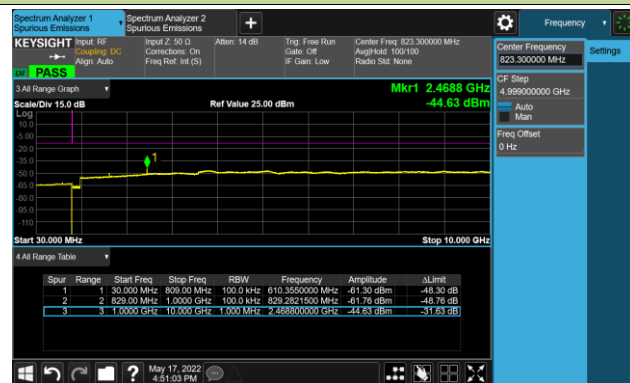 Spectrum Analyzer 1
Spurious Emissions
Spectrum Analyzer 2
Spurious Emissions
+
Frequency
KEYSIGHT
Input: RF
Coupling: DC
Align: Auto
Input Z: 50 Ω
Corrections: On
Freq Ref: Int (S)
Atten: 14 dB
Trig: Free Run
Gate: Off
IF Gain: Low
Center Freq: 823.300000 MHz
Avg|Hold: 100/100
Radio Std: None
PASS
Center Frequency
823.300000 MHz
Settings
CF Step
4.999000000 GHz
Auto
Man
Freq Offset
0 Hz
3 All Range Graph
Mkr1 2.4688 GHz
Scale/Div 15.0 dB
Ref Value 25.00 dBm
-44.63 dBm
Log
10.0
-5.00
-20.0
-35.0
-50.0
-65.0
-80.0
-95.0
-110
1
Start 30.000 MHz
Stop 10.000 GHz
4 All Range Table
Spur Range Start Freq Stop Freq RBW Frequency Amplitude ΔLimit
1 1 30.000 MHz 809.00 MHz 100.0 kHz 610.3550000 MHz -61.30 dBm -48.30 dB
2 2 829.00 MHz 1.0000 GHz 100.0 kHz 829.2821500 MHz -61.76 dBm -48.76 dB
3 3 1.0000 GHz 10.000 GHz 1.000 MHz 2.468800000 GHz -44.63 dBm -31.63 dB
?
May 17, 2022
4:51:03 PM